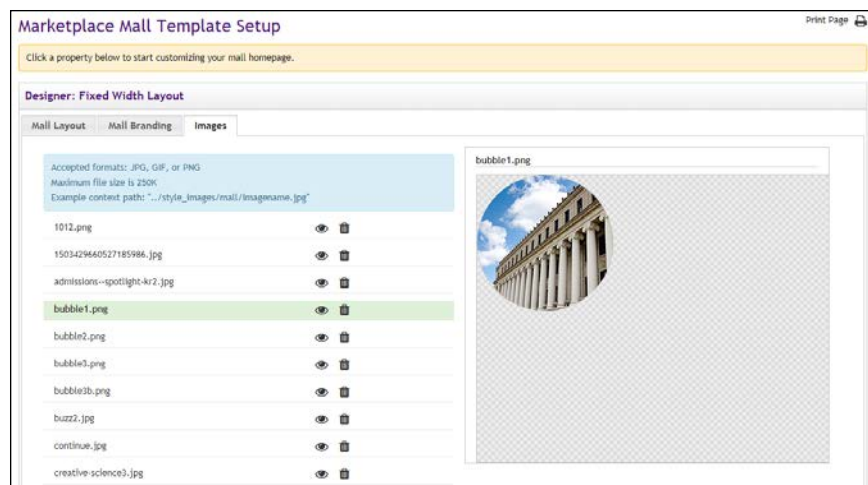 Marketplace Mall Template Setup
Print Page
Click a property below to start customizing your mall homepage.
Designer: Fixed Width Layout
Mall Layout Mall Branding Images
Accepted formats: JPG, GIF, or PNG
Maximum file size is 250K
Example context path: "../style_images/mall/imagename.jpg"
bubble1.png
1012.png
1503429660527185986.jpg
admissions--spotlight-kr2.jpg
bubble1.png
bubble2.png
bubble3.png
bubble3b.png
buzz2.jpg
continue.jpg
creative-science3.jpg